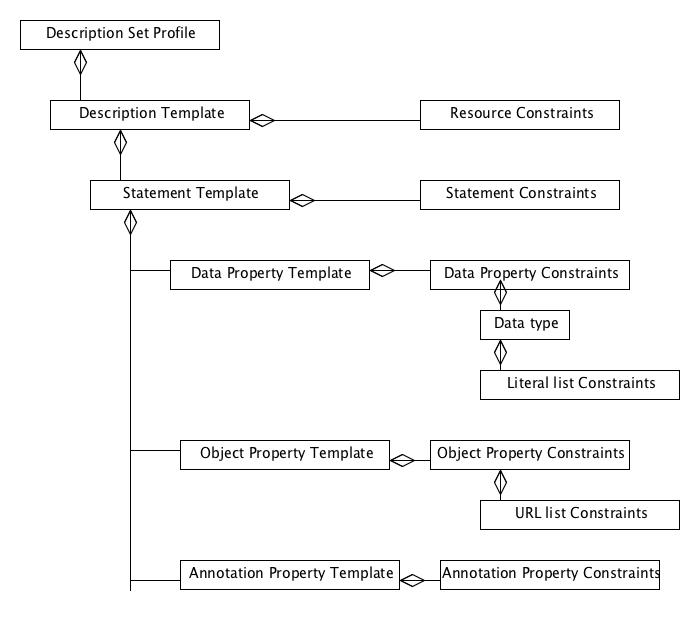 Description Set Profile
Description Template
Resource Constraints
Statement Template
Statement Constraints
Data Property Template
Data Property Constraints
Data type
Literal list Constraints
Object Property Template
Object Property Constraints
URL list Constraints
Annotation Property Template
Annotation Property Constraints